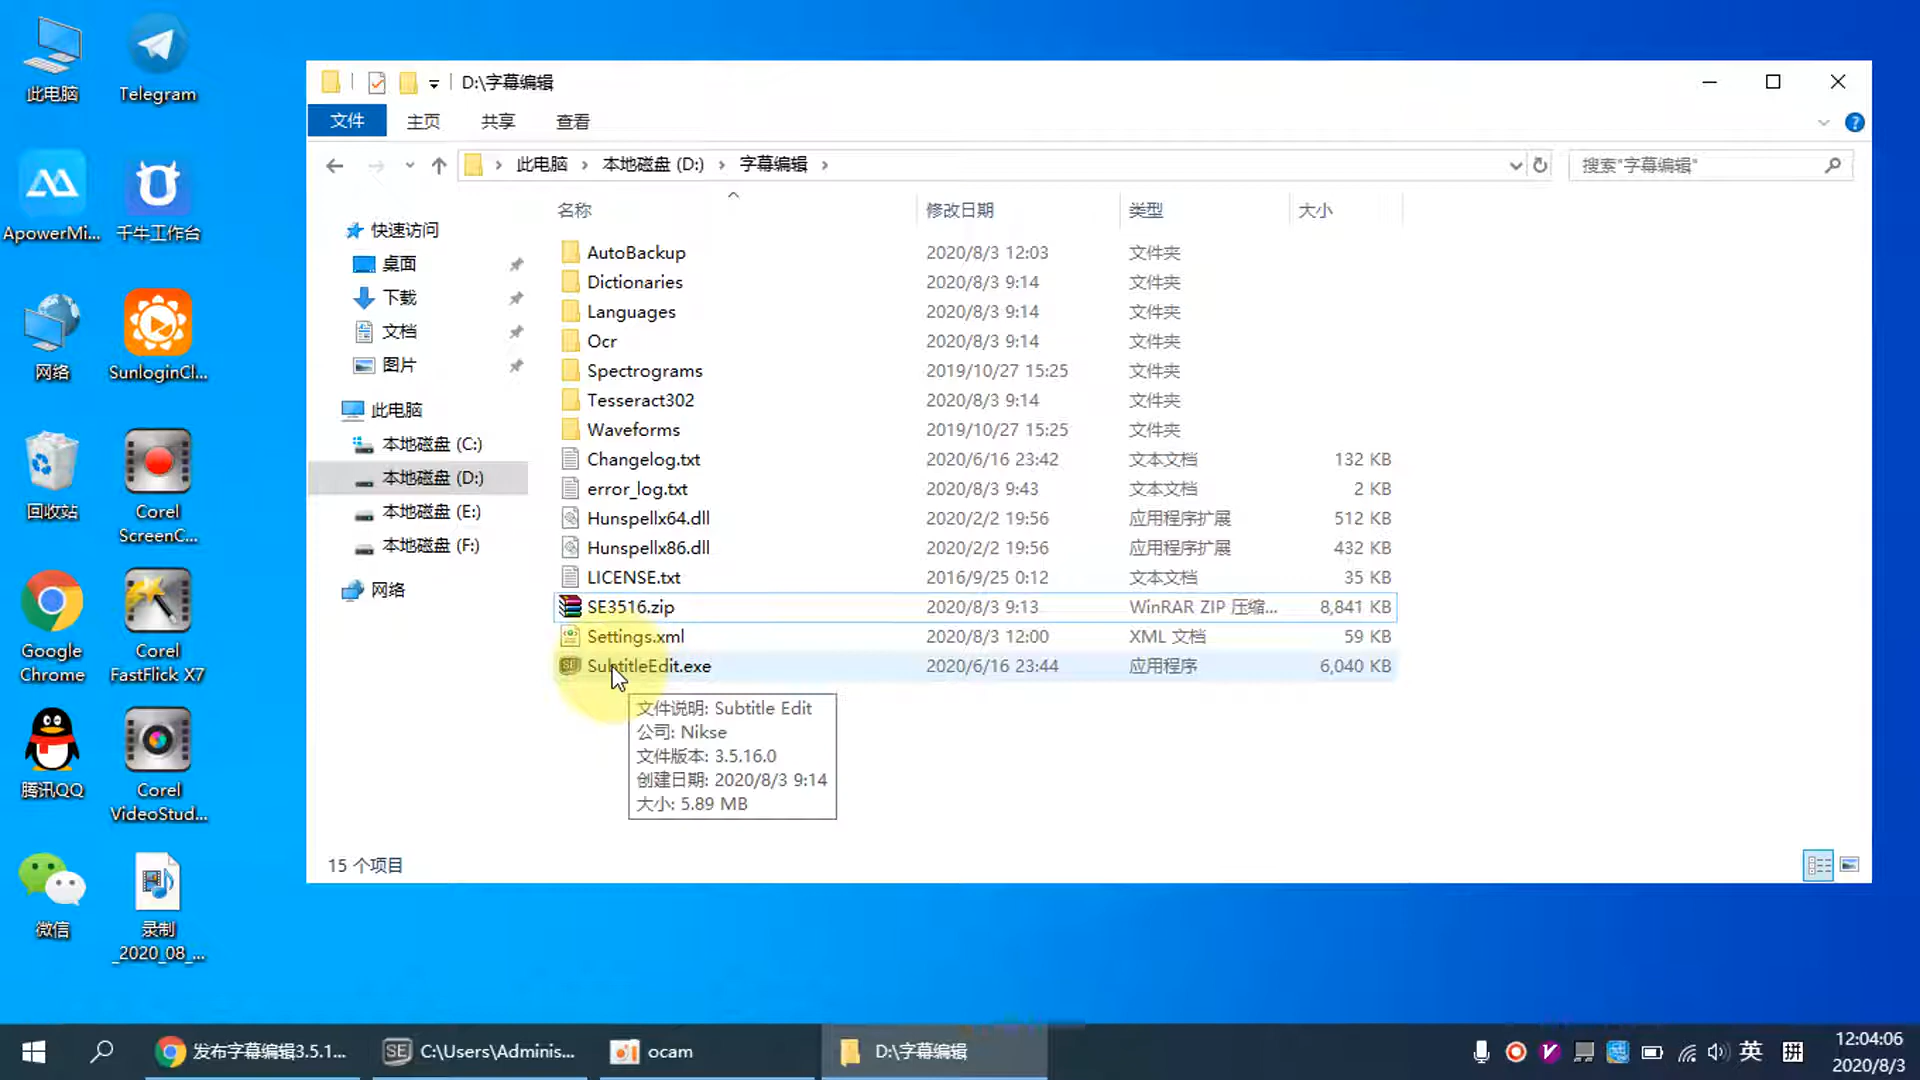 此电脑
Telegram
ApowerMi...
千牛工作台
网络
SunloginCl...
回收站
Corel
ScreenC...
Google
Chrome
Corel
FastFlick X7
腾讯QQ
Corel
VideoStud...
微信
录制
_2020_08_...
D:\字幕编辑
文件 主页 共享 查看
此电脑 本地磁盘 (D:) 字幕编辑
搜索"字幕编辑"
快速访问
桌面
下载
文档
图片
此电脑
本地磁盘 (C:)
本地磁盘 (D:)
本地磁盘 (E:)
本地磁盘 (F:)
网络
名称 修改日期 类型 大小
AutoBackup 2020/8/3 12:03 文件夹
Dictionaries 2020/8/3 9:14 文件夹
Languages 2020/8/3 9:14 文件夹
Ocr 2020/8/3 9:14 文件夹
Spectrograms 2019/10/27 15:25 文件夹
Tesseract302 2020/8/3 9:14 文件夹
Waveforms 2019/10/27 15:25 文件夹
Changelog.txt 2020/6/16 23:42 文本文档 132 KB
error_log.txt 2020/8/3 9:43 文本文档 2 KB
Hunspellx64.dll 2020/2/2 19:56 应用程序扩展 512 KB
Hunspellx86.dll 2020/2/2 19:56 应用程序扩展 432 KB
LICENSE.txt 2016/9/25 0:12 文本文档 35 KB
SE3516.zip 2020/8/3 9:13 WinRAR ZIP 压缩... 8,841 KB
Settings.xml 2020/8/3 12:00 XML 文档 59 KB
SubtitleEdit.exe 2020/6/16 23:44 应用程序 6,040 KB
文件说明: Subtitle Edit
公司: Nikse
文件版本: 3.5.16.0
创建日期: 2020/8/3 9:14
大小: 5.89 MB
15 个项目
发布字幕编辑3.5.1...
SE C:\Users\Adminis...
ocam
D:\字幕编辑
英
拼
12:04:06
2020/8/3